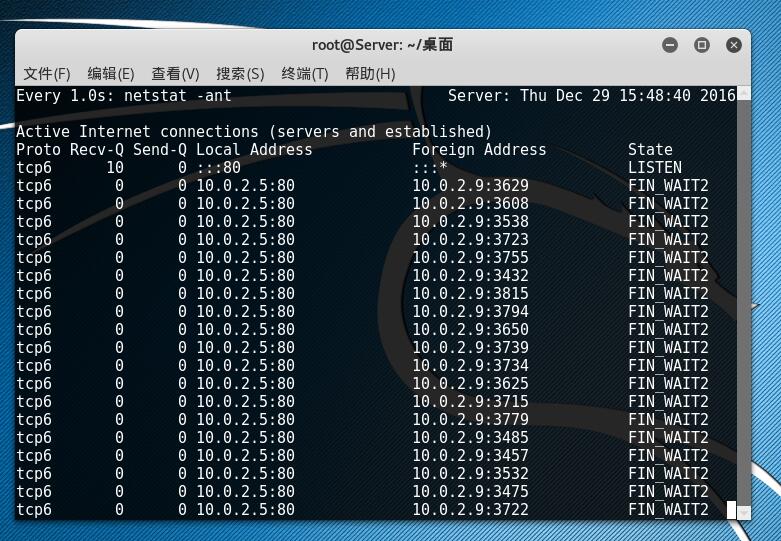 root@Server: ~/桌面
文件(F) 编辑(E) 查看(V) 搜索(S) 终端(T) 帮助(H)
Every 1.0s: netstat -ant Server: Thu Dec 29 15:48:40 2016
Active Internet connections (servers and established)
Proto Recv-Q Send-Q Local Address Foreign Address State
tcp6 10 0 :::80 :::* LISTEN
tcp6 0 0 10.0.2.5:80 10.0.2.9:3629 FIN_WAIT2
tcp6 0 0 10.0.2.5:80 10.0.2.9:3608 FIN_WAIT2
tcp6 0 0 10.0.2.5:80 10.0.2.9:3538 FIN_WAIT2
tcp6 0 0 10.0.2.5:80 10.0.2.9:3723 FIN_WAIT2
tcp6 0 0 10.0.2.5:80 10.0.2.9:3755 FIN_WAIT2
tcp6 0 0 10.0.2.5:80 10.0.2.9:3432 FIN_WAIT2
tcp6 0 0 10.0.2.5:80 10.0.2.9:3815 FIN_WAIT2
tcp6 0 0 10.0.2.5:80 10.0.2.9:3794 FIN_WAIT2
tcp6 0 0 10.0.2.5:80 10.0.2.9:3650 FIN_WAIT2
tcp6 0 0 10.0.2.5:80 10.0.2.9:3739 FIN_WAIT2
tcp6 0 0 10.0.2.5:80 10.0.2.9:3734 FIN_WAIT2
tcp6 0 0 10.0.2.5:80 10.0.2.9:3625 FIN_WAIT2
tcp6 0 0 10.0.2.5:80 10.0.2.9:3715 FIN_WAIT2
tcp6 0 0 10.0.2.5:80 10.0.2.9:3779 FIN_WAIT2
tcp6 0 0 10.0.2.5:80 10.0.2.9:3485 FIN_WAIT2
tcp6 0 0 10.0.2.5:80 10.0.2.9:3457 FIN_WAIT2
tcp6 0 0 10.0.2.5:80 10.0.2.9:3532 FIN_WAIT2
tcp6 0 0 10.0.2.5:80 10.0.2.9:3475 FIN_WAIT2
tcp6 0 0 10.0.2.5:80 10.0.2.9:3722 FIN_WAIT2